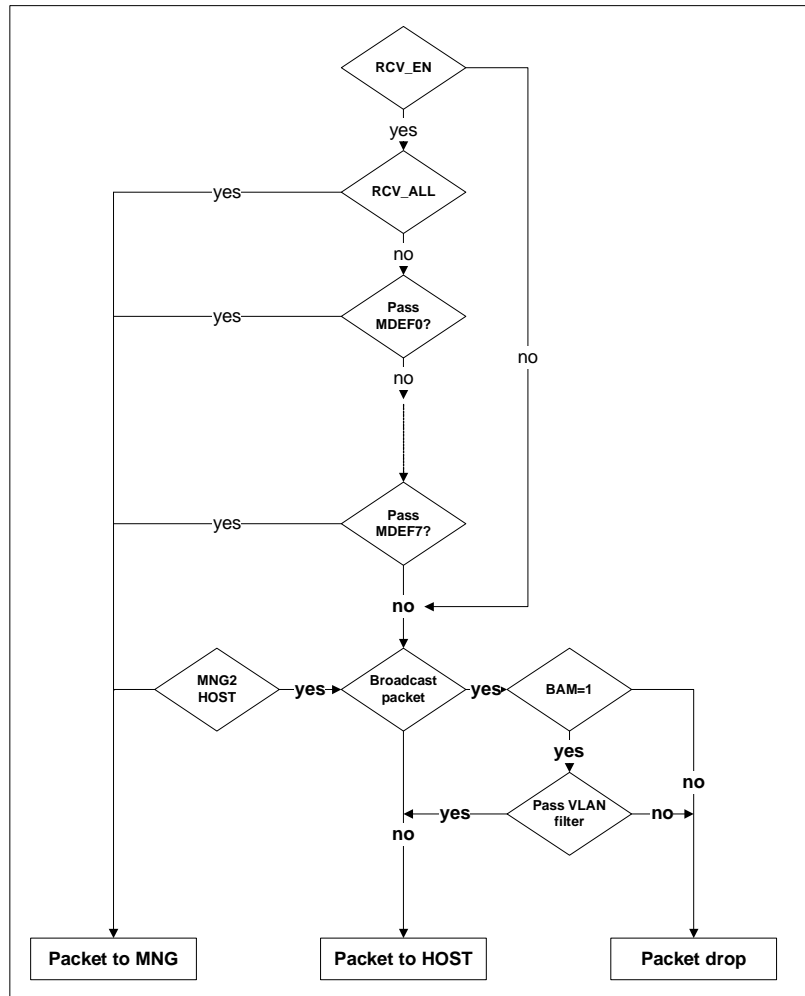 RCV_EN
yes
RCV_ALL
yes
no
Pass
MDEF0?
yes
no
no
Pass
MDEF7?
yes
no
MNG2
HOST
yes
Broadcast
packet
yes
BAM=1
yes
no
Pass VLAN
filter
yes
no
no
Packet to MNG
Packet to HOST
Packet drop